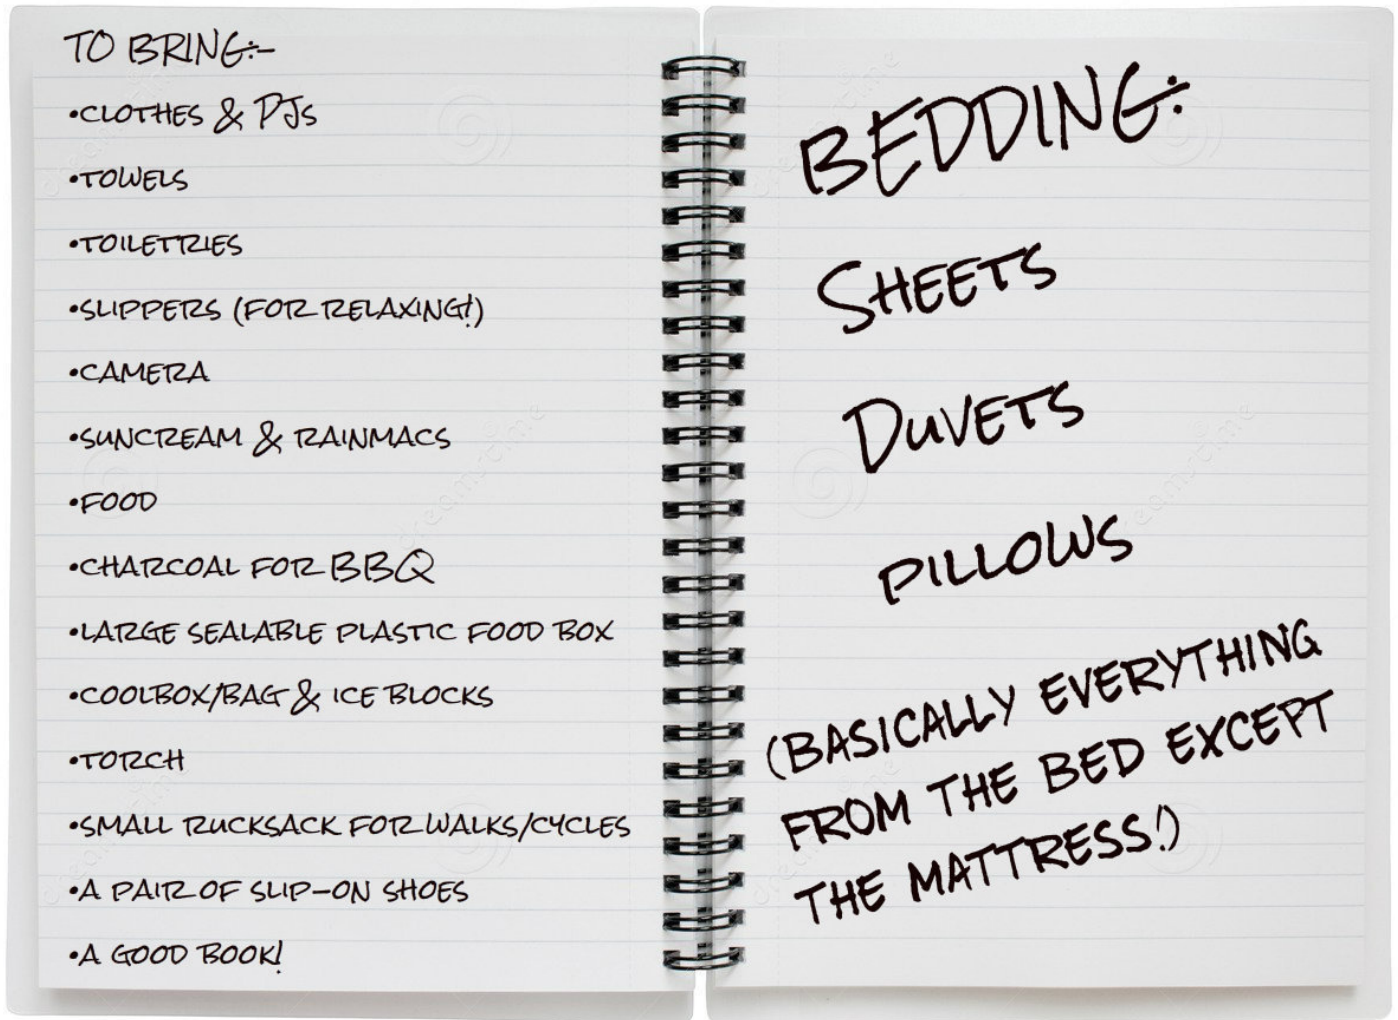 TO BRING:-
•CLOTHES & PJs
•TOWELS
•TOILETRIES
•SLIPPERS (FOR RELAXING!)
•CAMERA
•SUNCREAM & RAINMACS
•FOOD
•CHARCOAL FOR BBQ
•LARGE SEALABLE PLASTIC FOOD BOX
•COOLBOX/BAG & ICE BLOCKS
•TORCH
•SMALL RUCKSACK FOR WALKS/CYCLES
•A PAIR OF SLIP-ON SHOES
•A GOOD BOOK!
BEDDING:
SHEETS
DUVETS
PILLOWS
(BASICALLY EVERYTHING
FROM THE BED EXCEPT
THE MATTRESS!)
dreamstime